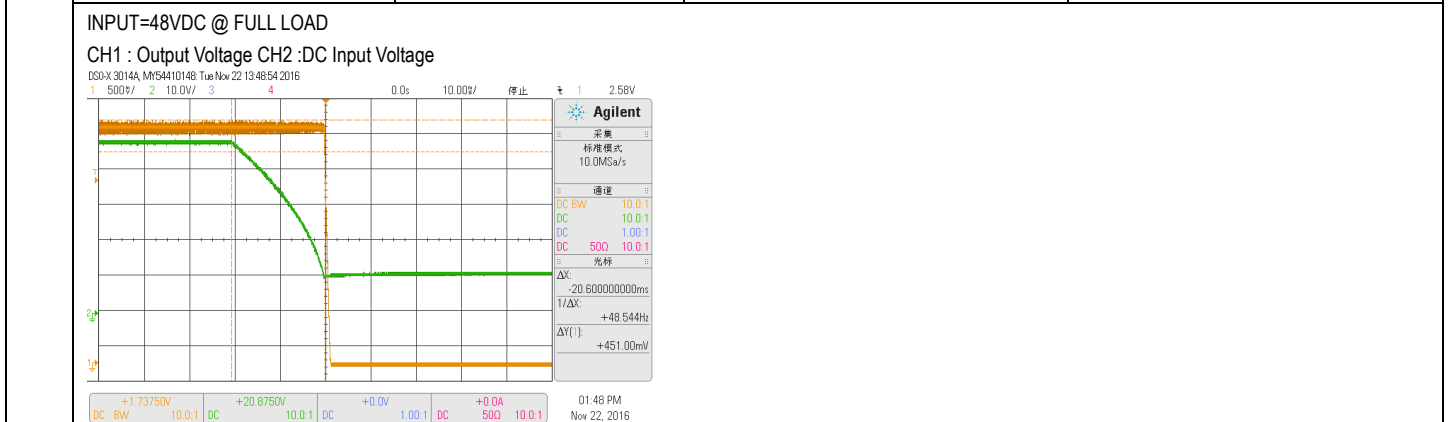 INPUT=48VDC @ FULL LOAD
CH1 : Output Voltage CH2 :DC Input Voltage
DSO-X 3014A, MY54410148: Tue Nov 22 13:48:54 2016
1 500℧/ 2 10.0V/ 3 4 0.0s 10.00℧/ 停止 1 2.58V
Agilent
采集
标准模式
10.0MSa/s
通道
DC BW 10.0:1
DC 10.0:1
DC 1.00:1
DC 50Ω 10.0:1
光标
ΔX:
-20.600000000ms
1/ΔX:
+48.544Hz
ΔY(1):
+451.00mV
T
2
1
+1.73750V +20.8750V +0.0V +0.0A
DC BW 10.0:1 DC 10.0:1 DC 1.00:1 DC 50Ω 10.0:1
01:48 PM
Nov 22, 2016